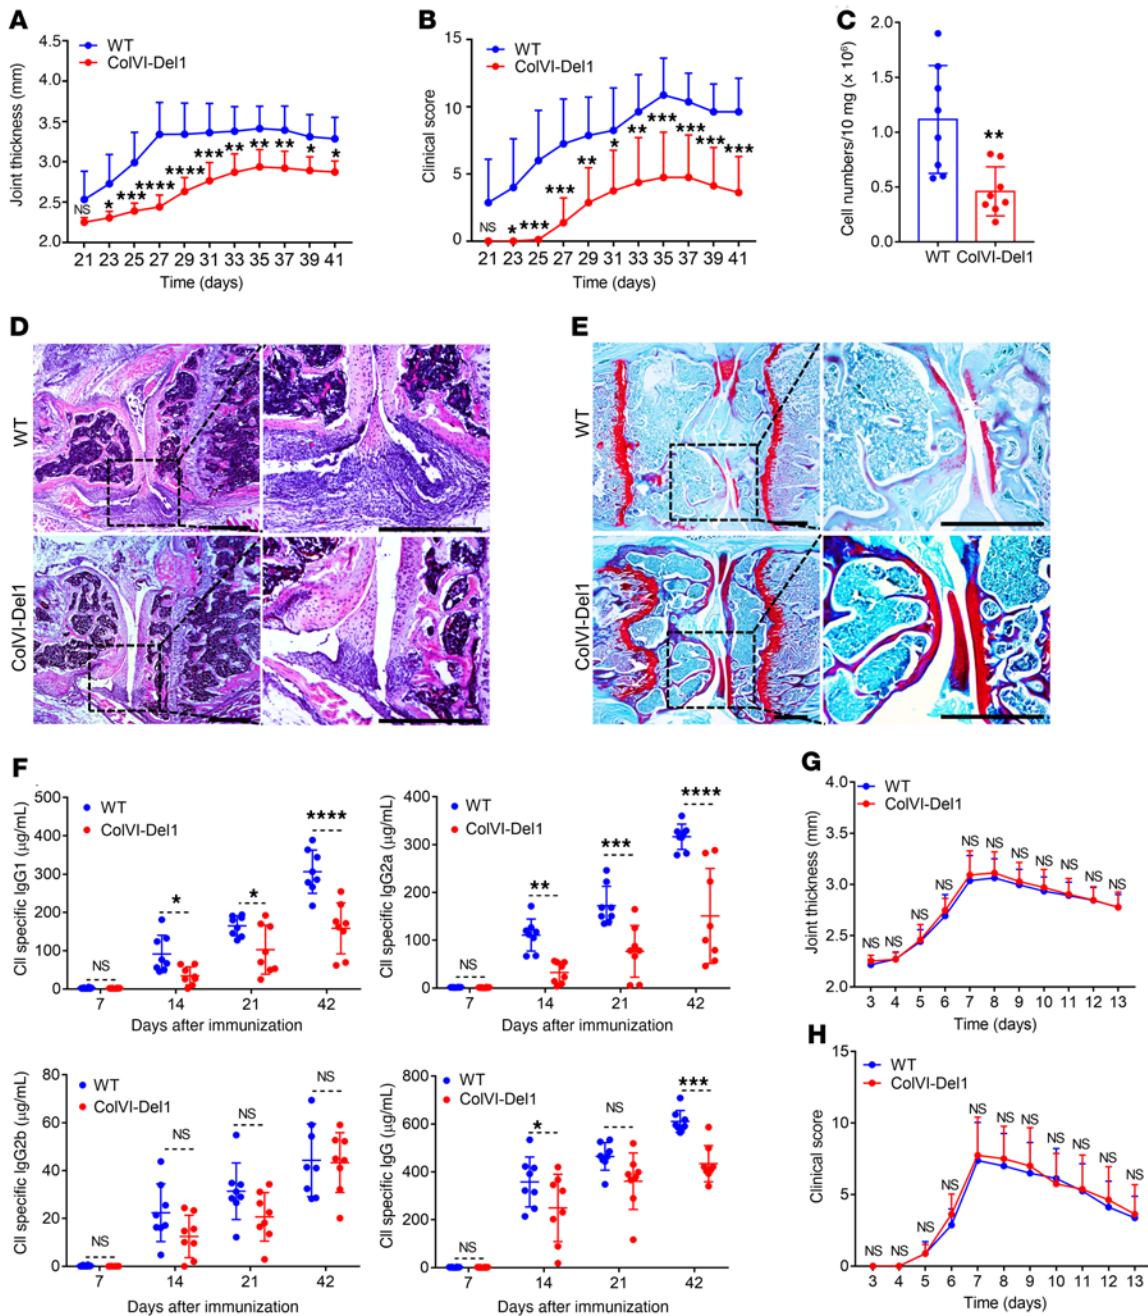 A
Joint thickness (mm)
4.5
4.0
3.5
3.0
2.5
2.0
WT
ColVI-Del1
NS * *** **** **** *** ** ** ** * *
21 23 25 27 29 31 33 35 37 39 41
Time (days)
B
Clinical score
15
10
5
0
WT
ColVI-Del1
NS * *** *** ** * ** *** *** *** ***
21 23 25 27 29 31 33 35 37 39 41
Time (days)
C
Cell numbers/10 mg (× 10⁶)
2.0
1.5
1.0
0.5
0.0
**
WT ColVI-Del1
D
WT
ColVI-Del1
E
WT
ColVI-Del1
F
CII specific IgG1 (μg/mL)
500
400
300
200
100
0
WT
ColVI-Del1
NS * * ****
7 14 21 42
Days after immunization
CII specific IgG2a (μg/mL)
400
300
200
100
0
WT
ColVI-Del1
NS ** *** ****
7 14 21 42
Days after immunization
CII specific IgG2b (μg/mL)
80
60
40
20
0
WT
ColVI-Del1
NS NS NS NS
7 14 21 42
Days after immunization
CII specific IgG (μg/mL)
800
600
400
200
0
WT
ColVI-Del1
NS * NS ***
7 14 21 42
Days after immunization
G
Joint thickness (mm)
4.0
3.5
3.0
2.5
2.0
WT
ColVI-Del1
NS NS NS NS NS NS NS NS NS NS NS
3 4 5 6 7 8 9 10 11 12 13
Time (days)
H
Clinical score
15
10
5
0
WT
ColVI-Del1
NS NS NS NS NS NS NS NS NS NS NS
3 4 5 6 7 8 9 10 11 12 13
Time (days)